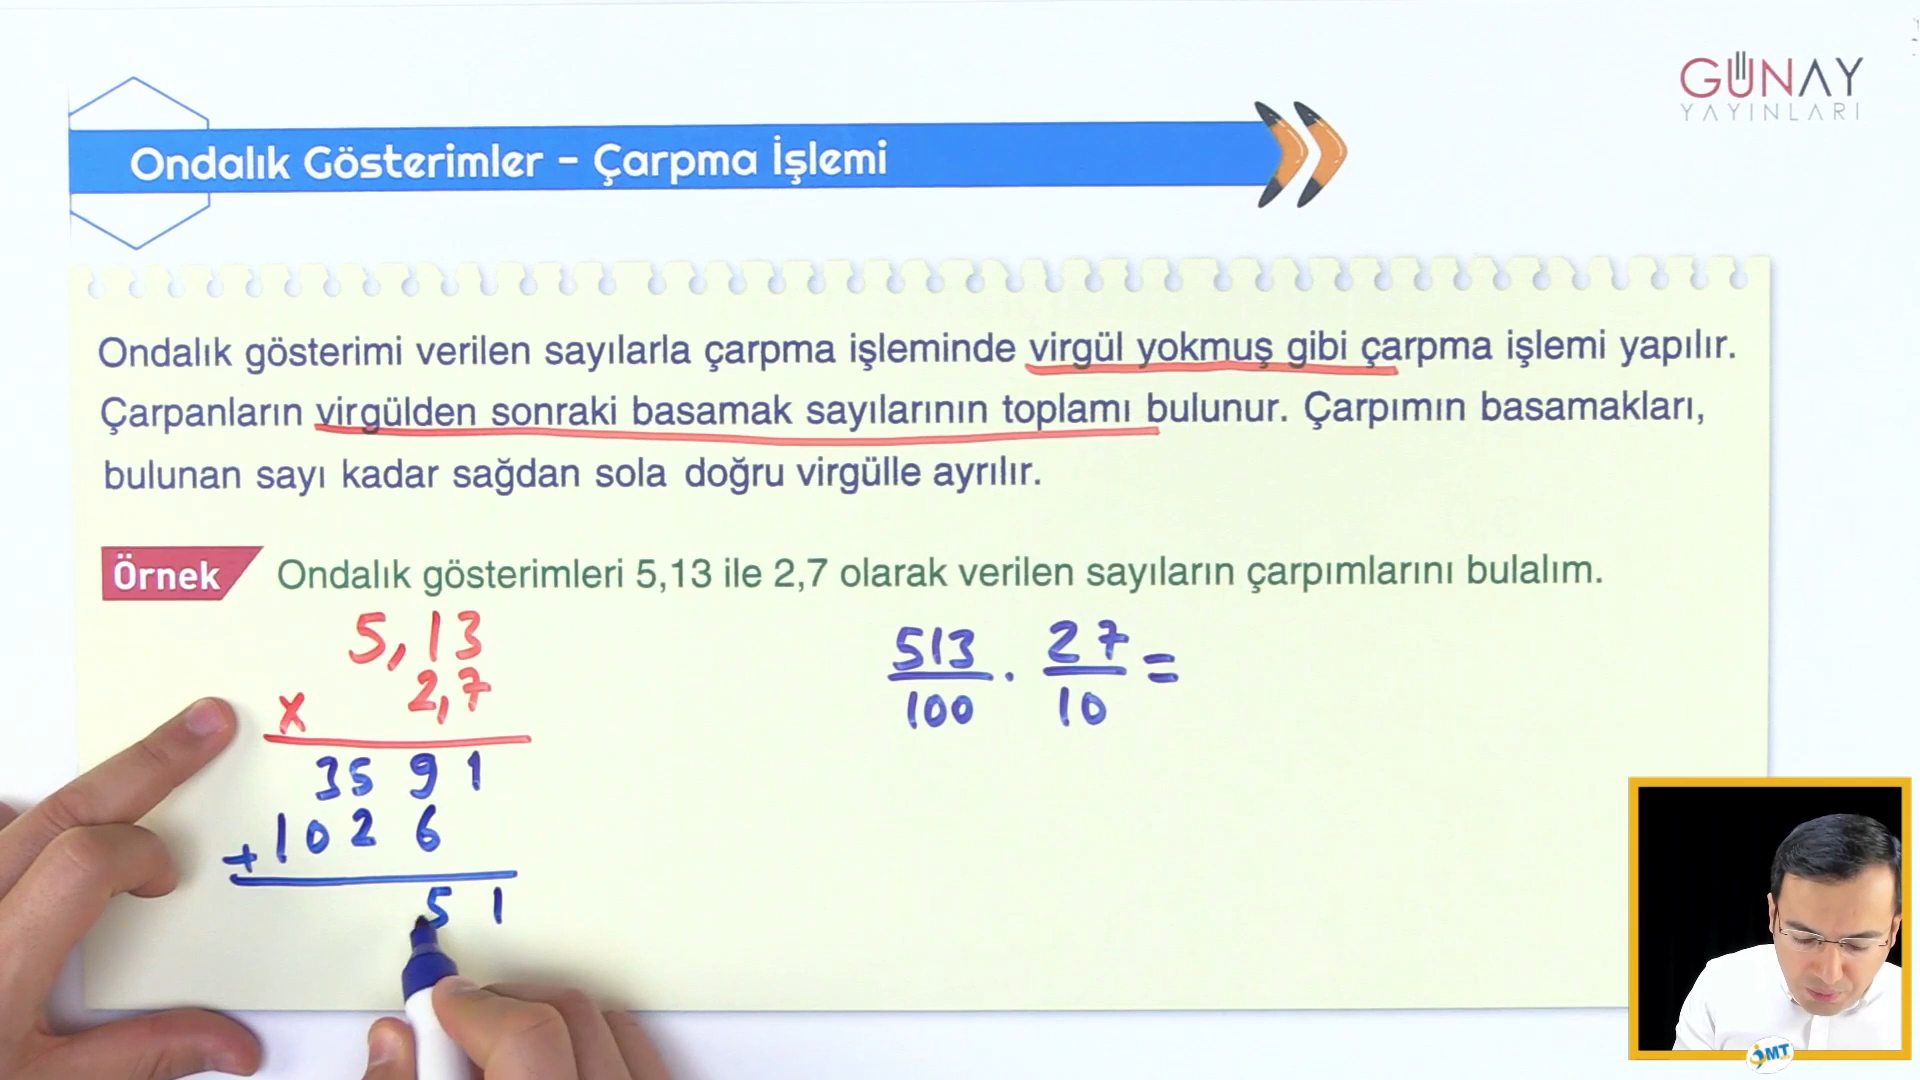 GÜNAY
YAYINLARI
Ondalık Gösterimler - Çarpma İşlemi
Ondalık gösterimi verilen sayılarla çarpma işleminde virgül yokmuş gibi çarpma işlemi yapılır.
Çarpanların virgülden sonraki basamak sayılarının toplamı bulunur. Çarpımın basamakları,
bulunan sayı kadar sağdan sola doğru virgülle ayrılır.
Örnek Ondalık gösterimleri 5,13 ile 2,7 olarak verilen sayıların çarpımlarını bulalım.
5,13
x 2,7
3591
+1026
51
513/100 · 27/10 =
MT